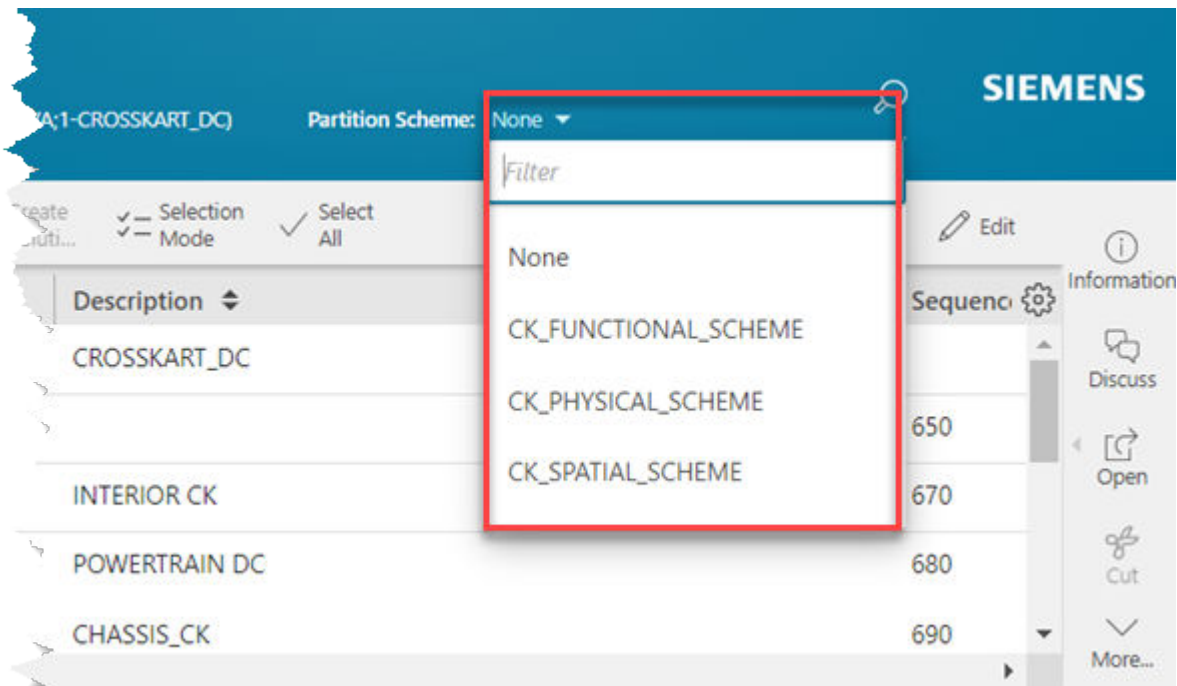 SIEMENS
A;1-CROSSKART_DC) Partition Scheme: None
Filter
Selection Mode
Select All
Edit
None
CK_FUNCTIONAL_SCHEME
CK_PHYSICAL_SCHEME
CK_SPATIAL_SCHEME
Description
CROSSKART_DC
650
INTERIOR CK 670
POWERTRAIN DC 680
CHASSIS_CK 690
Information
Discuss
Open
Cut
More...